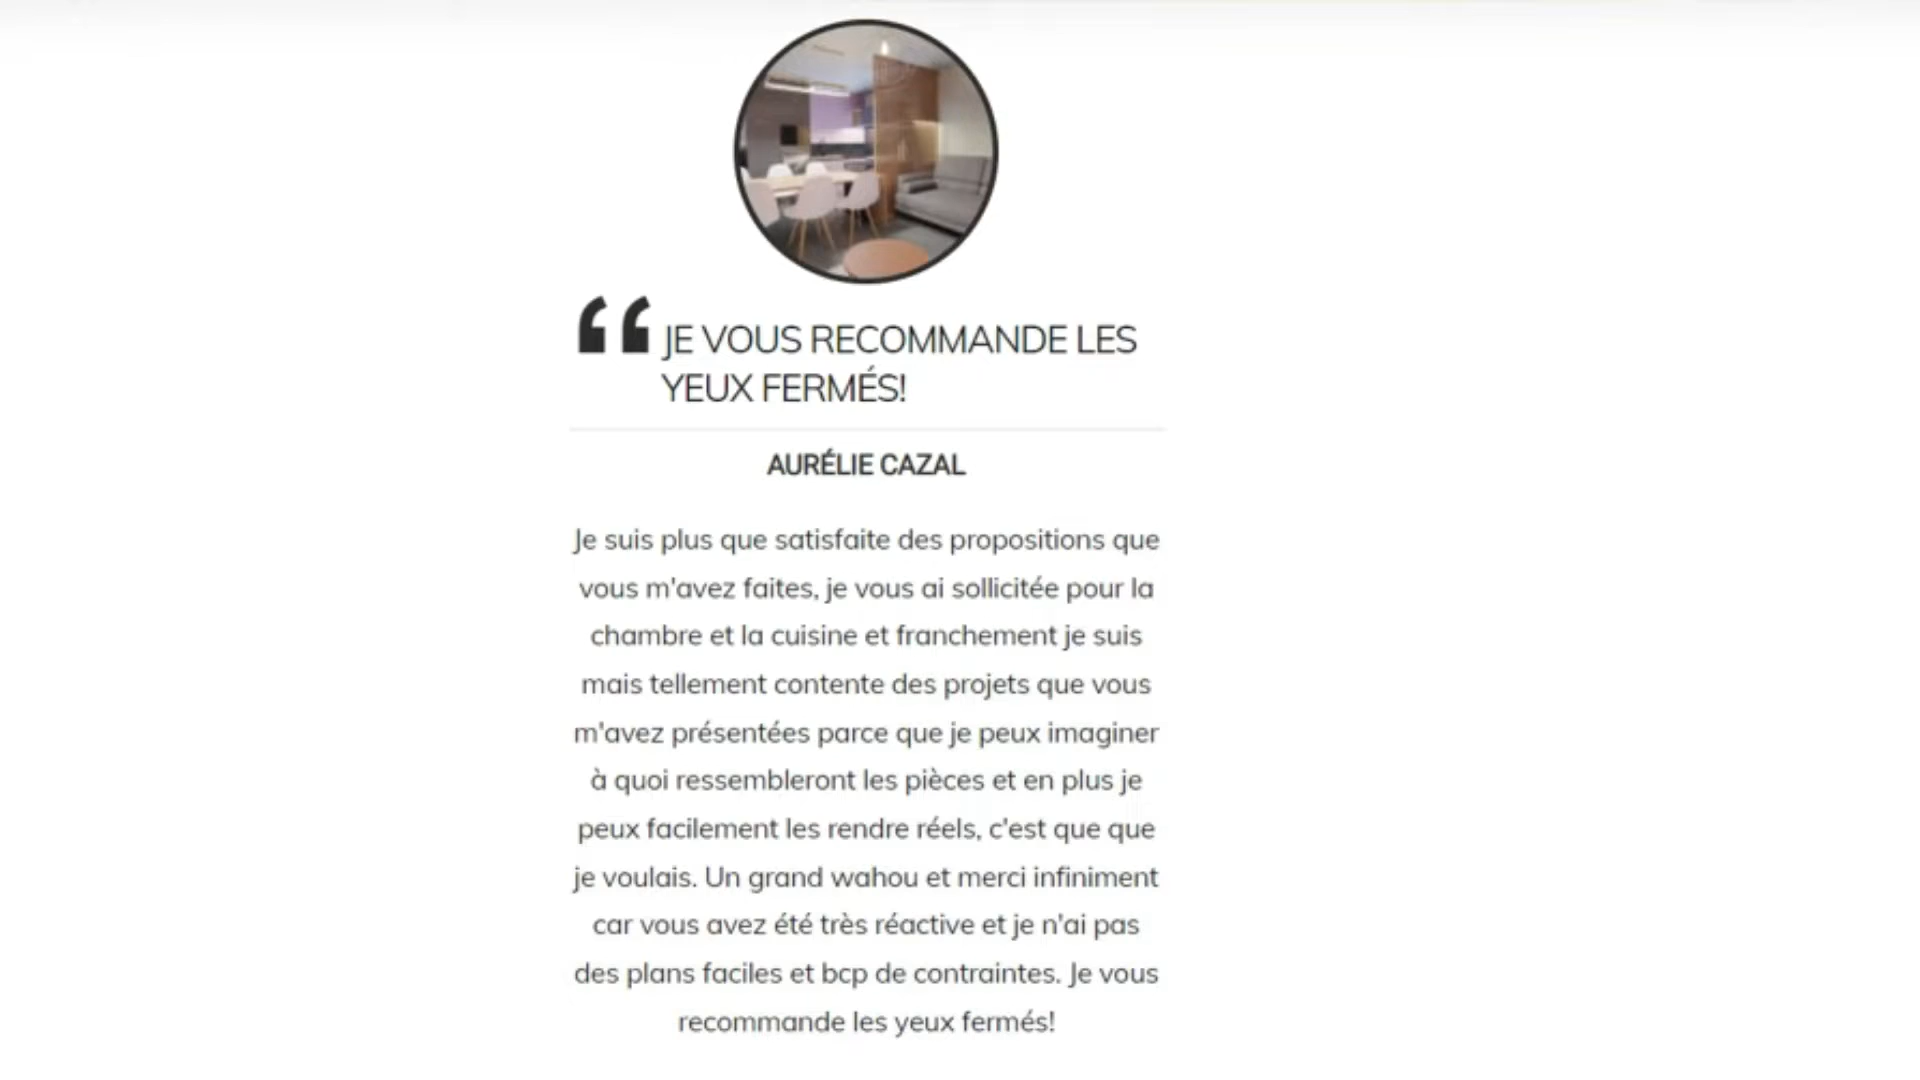 “ JE VOUS RECOMMANDE LES
YEUX FERMÉS!
AURÉLIE CAZAL
Je suis plus que satisfaite des propositions que
vous m'avez faites, je vous ai sollicitée pour la
chambre et la cuisine et franchement je suis
mais tellement contente des projets que vous
m'avez présentées parce que je peux imaginer
à quoi ressembleront les pièces et en plus je
peux facilement les rendre réels, c'est que que
je voulais. Un grand wahou et merci infiniment
car vous avez été très réactive et je n'ai pas
des plans faciles et bcp de contraintes. Je vous
recommande les yeux fermés!